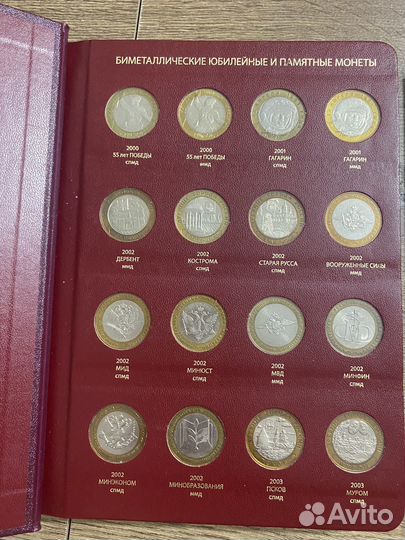 БИМЕТАЛЛИЧЕСКИЕ ЮБИЛЕЙНЫЕ И ПАМЯТНЫЕ МОНЕТЫ
2000
55 лет ПОБЕДЫ
спмд
2000
55 лет ПОБЕДЫ
ммд
2001
ГАГАРИН
спмд
2001
ГАГАРИН
ммд
2002
ДЕРБЕНТ
ммд
2002
КОСТРОМА
спмд
2002
СТАРАЯ РУССА
спмд
2002
ВООРУЖЕННЫЕ СИЛЫ
ммд
2002
МИД
спмд
2002
МИНЮСТ
спмд
2002
МВД
ммд
2002
МИНФИН
спмд
2002
МИНЭКОНОМ
спмд
2002
МИНОБРАЗОВАНИЯ
ммд
2003
ПСКОВ
спмд
2003
МУРОМ
спмд
Avito